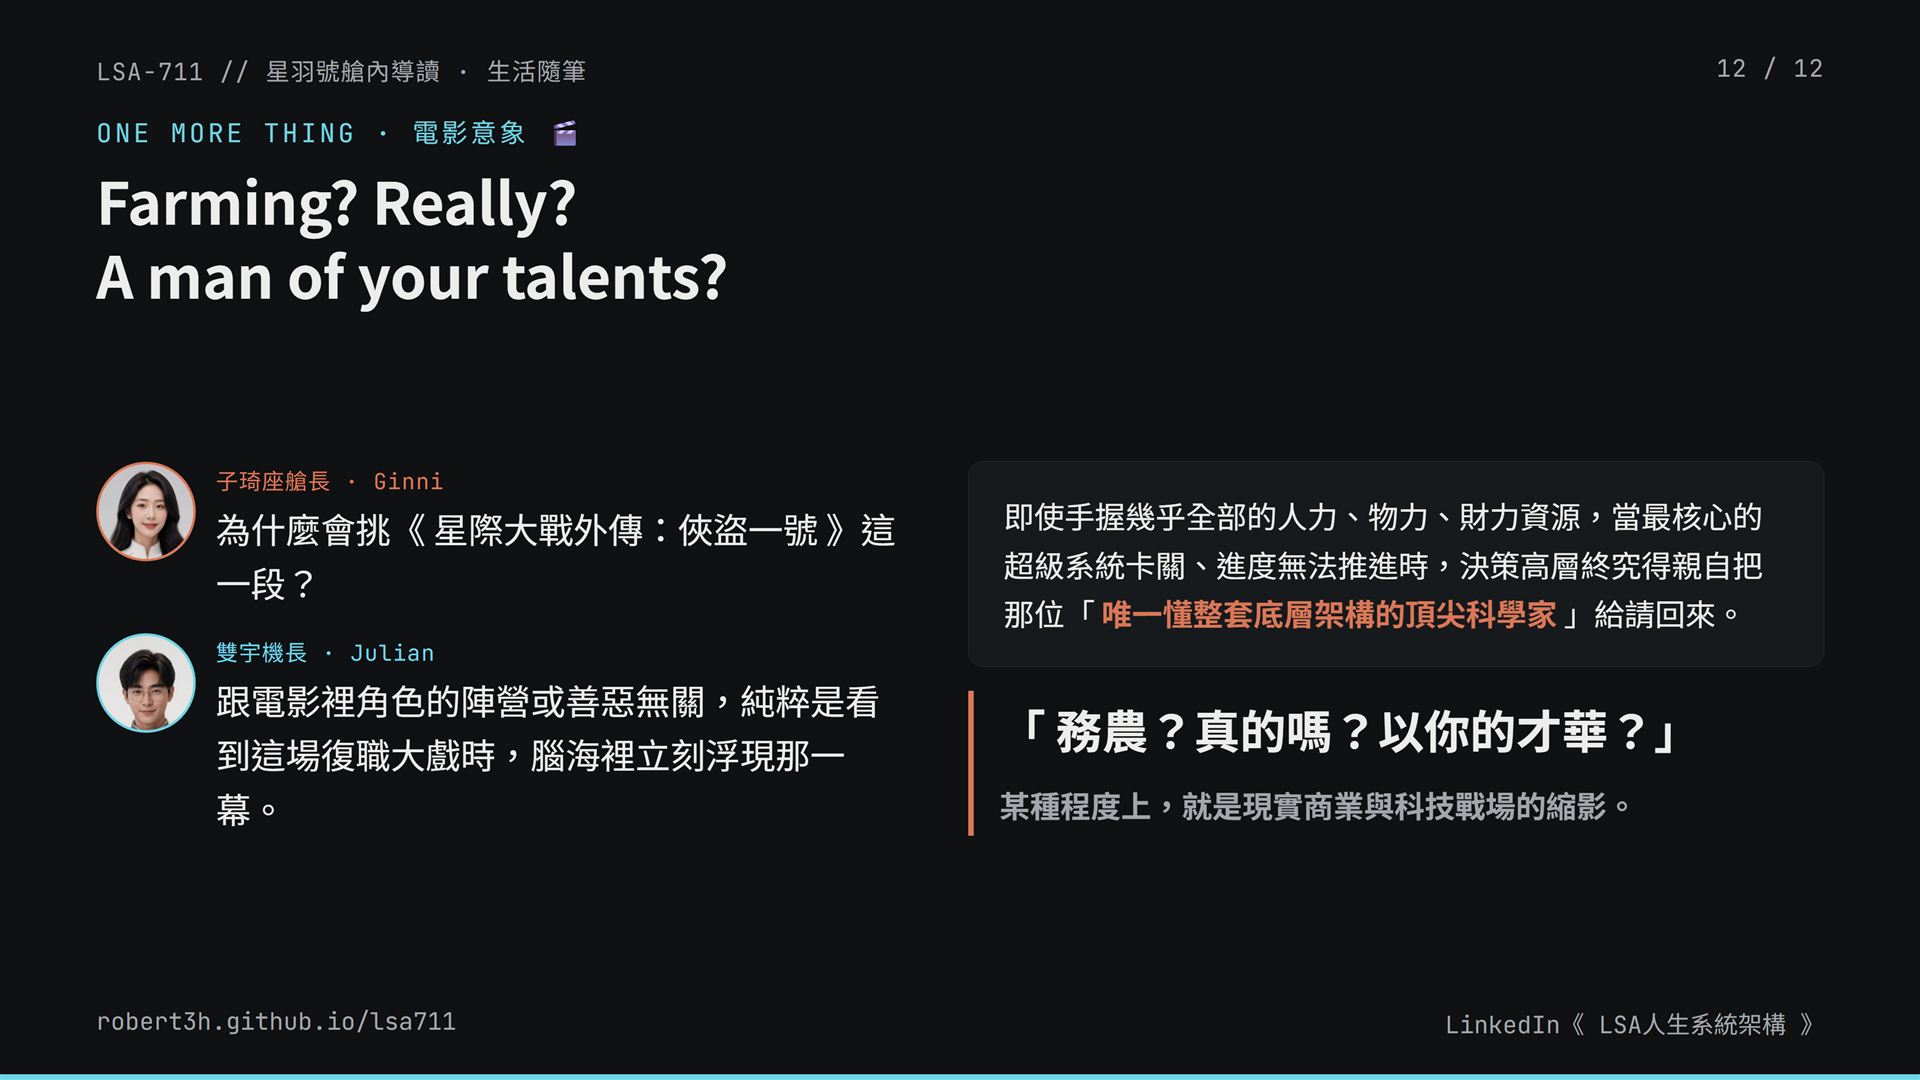 LSA-711 // 星羽號艙內導讀 · 生活隨筆
12 / 12
ONE MORE THING · 電影意象
Farming? Really?
A man of your talents?
子琦座艙長 · Ginni
為什麼會挑《 星際大戰外傳：俠盜一號 》這
一段？
雙宇機長 · Julian
跟電影裡角色的陣營或善惡無關，純粹是看
到這場復職大戲時，腦海裡立刻浮現那一
幕。
即使手握幾乎全部的人力、物力、財力資源，當最核心的
超級系統卡關、進度無法推進時，決策高層終究得親自把
那位「 唯一懂整套底層架構的頂尖科學家 」給請回來。
「 務農？真的嗎？以你的才華？」
某種程度上，就是現實商業與科技戰場的縮影。
robert3h.github.io/lsa711
LinkedIn《 LSA人生系統架構 》